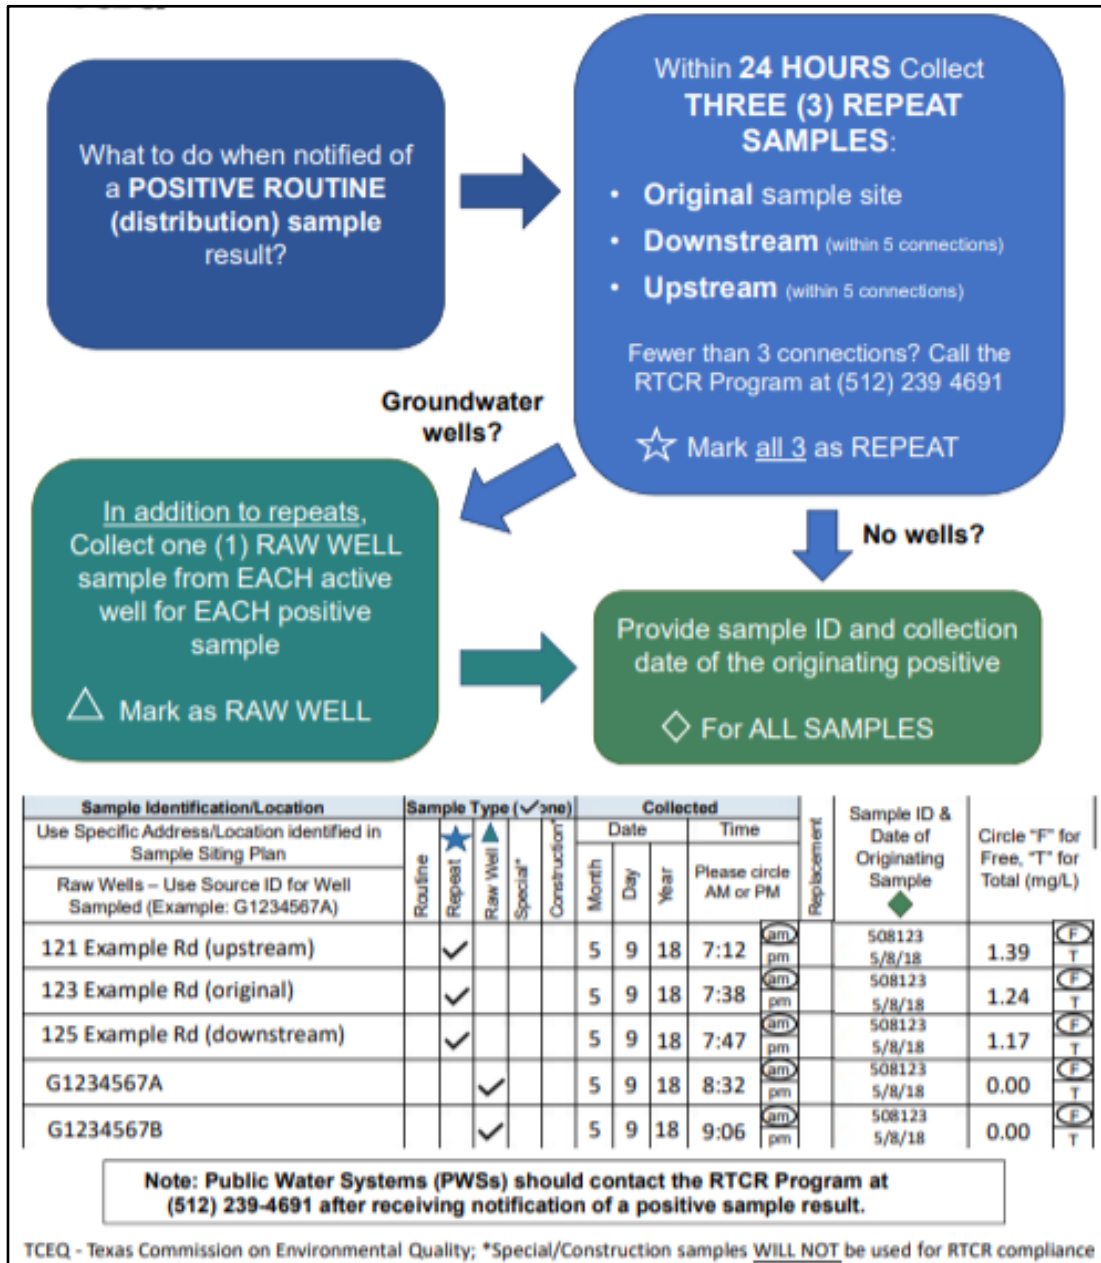 What to do when notified of
a POSITIVE ROUTINE
(distribution) sample
result?
Within 24 HOURS Collect
THREE (3) REPEAT
SAMPLES:
• Original sample site
• Downstream (within 5 connections)
• Upstream (within 5 connections)
Fewer than 3 connections? Call the
RTCR Program at (512) 239 4691
Mark all 3 as REPEAT
Groundwater
wells?
In addition to repeats,
Collect one (1) RAW WELL
sample from EACH active
well for EACH positive
sample
Mark as RAW WELL
No wells?
Provide sample ID and collection
date of the originating positive
For ALL SAMPLES
Sample Identification/Location
Use Specific Address/Location identified in
Sample Siting Plan
Raw Wells – Use Source ID for Well
Sampled (Example: G1234567A)
Sample Type (✓one)
Routine
Repeat
Raw Well
Special*
Construction*
Collected
Date
Time
Month
Day
Year
Please circle
AM or PM
Replacement
Sample ID &
Date of
Originating
Sample
Circle "F" for
Free, "T" for
Total (mg/L)
121 Example Rd (upstream) ✓ 5 9 18 7:12 am pm 508123 5/8/18 1.39 F T
123 Example Rd (original) ✓ 5 9 18 7:38 am pm 508123 5/8/18 1.24 F T
125 Example Rd (downstream) ✓ 5 9 18 7:47 am pm 508123 5/8/18 1.17 F T
G1234567A ✓ 5 9 18 8:32 am pm 508123 5/8/18 0.00 F T
G1234567B ✓ 5 9 18 9:06 am pm 508123 5/8/18 0.00 F T
Note: Public Water Systems (PWSs) should contact the RTCR Program at
(512) 239-4691 after receiving notification of a positive sample result.
TCEQ - Texas Commission on Environmental Quality; *Special/Construction samples WILL NOT be used for RTCR compliance